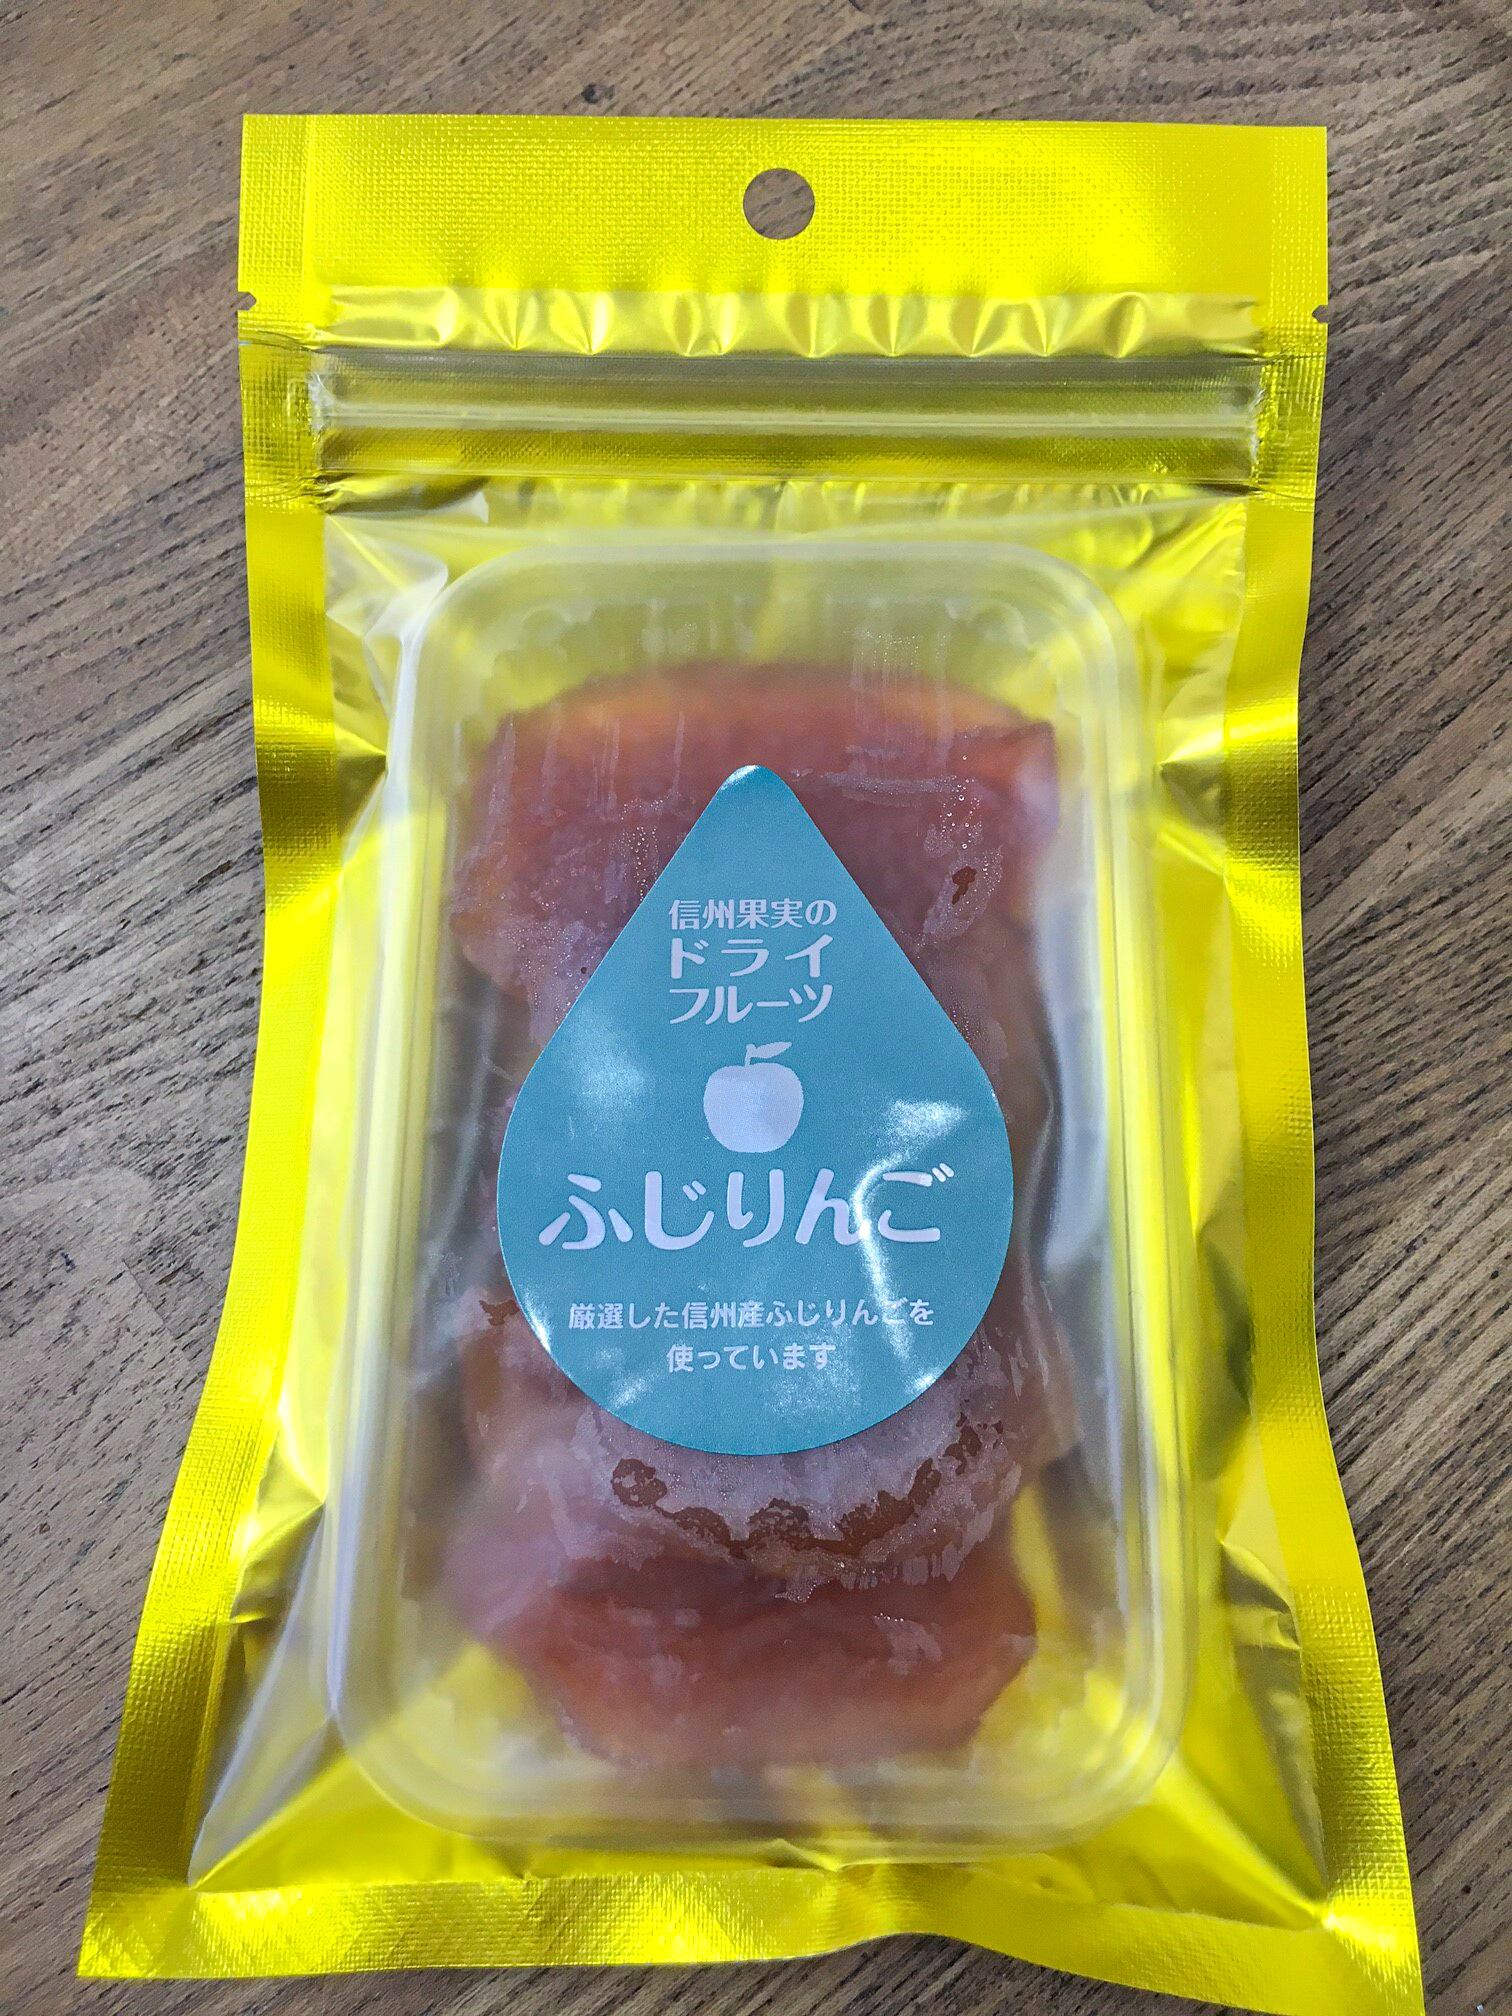 信州果実の
ドライ
フルーツ
ふじりんご
厳選した信州産ふじりんごを
使っています